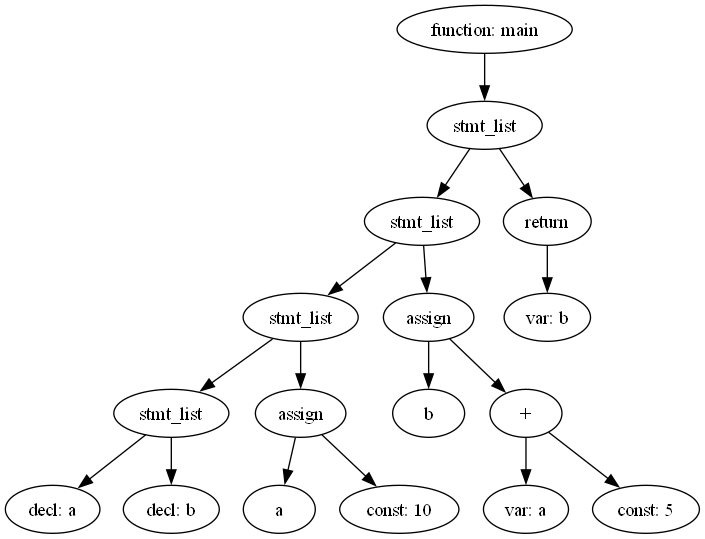 function: main
stmt_list
stmt_list
return
stmt_list
assign
var: b
stmt_list
assign
b
+
decl: a
decl: b
a
const: 10
var: a
const: 5